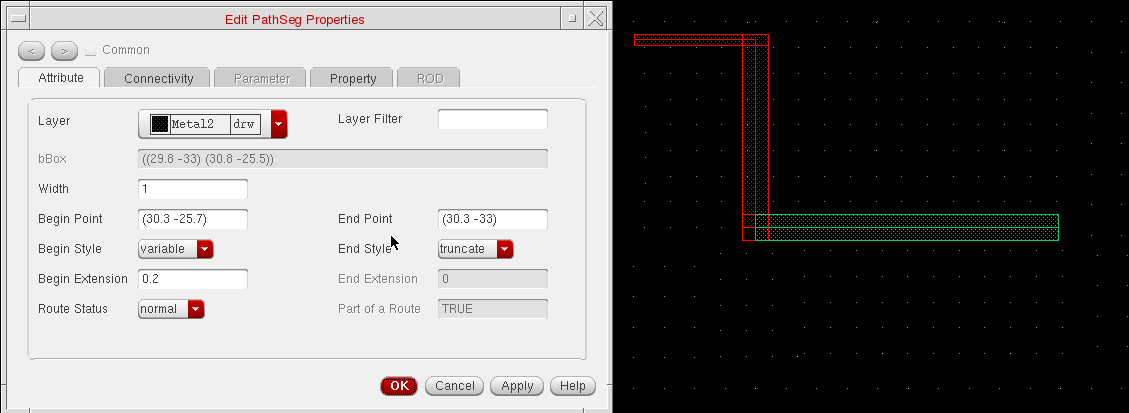 Edit PathSeg Properties
< > Common
Attribute Connectivity Parameter Property ROD
Layer Metal2 drw Layer Filter
bBox ((29.8 -33) (30.8 -25.5))
Width 1
Begin Point (30.3 -25.7) End Point (30.3 -33)
Begin Style variable End Style truncate
Begin Extension 0.2 End Extension 0
Route Status normal Part of a Route TRUE
OK Cancel Apply Help